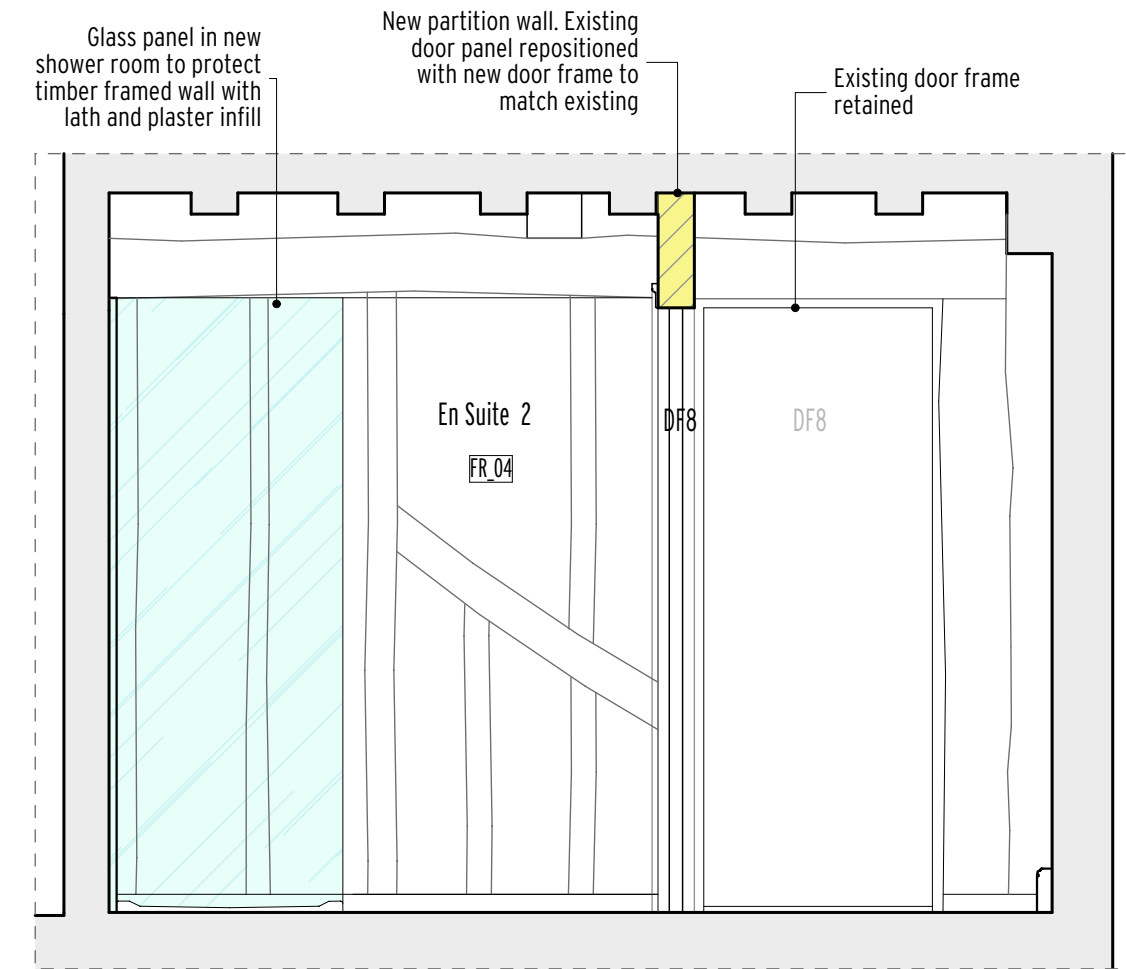 Glass panel in new
shower room to protect
timber framed wall with
lath and plaster infill
New partition wall. Existing
door panel repositioned
with new door frame to
match existing
Existing door frame
retained
En Suite 2
FR_04
DF8
DF8